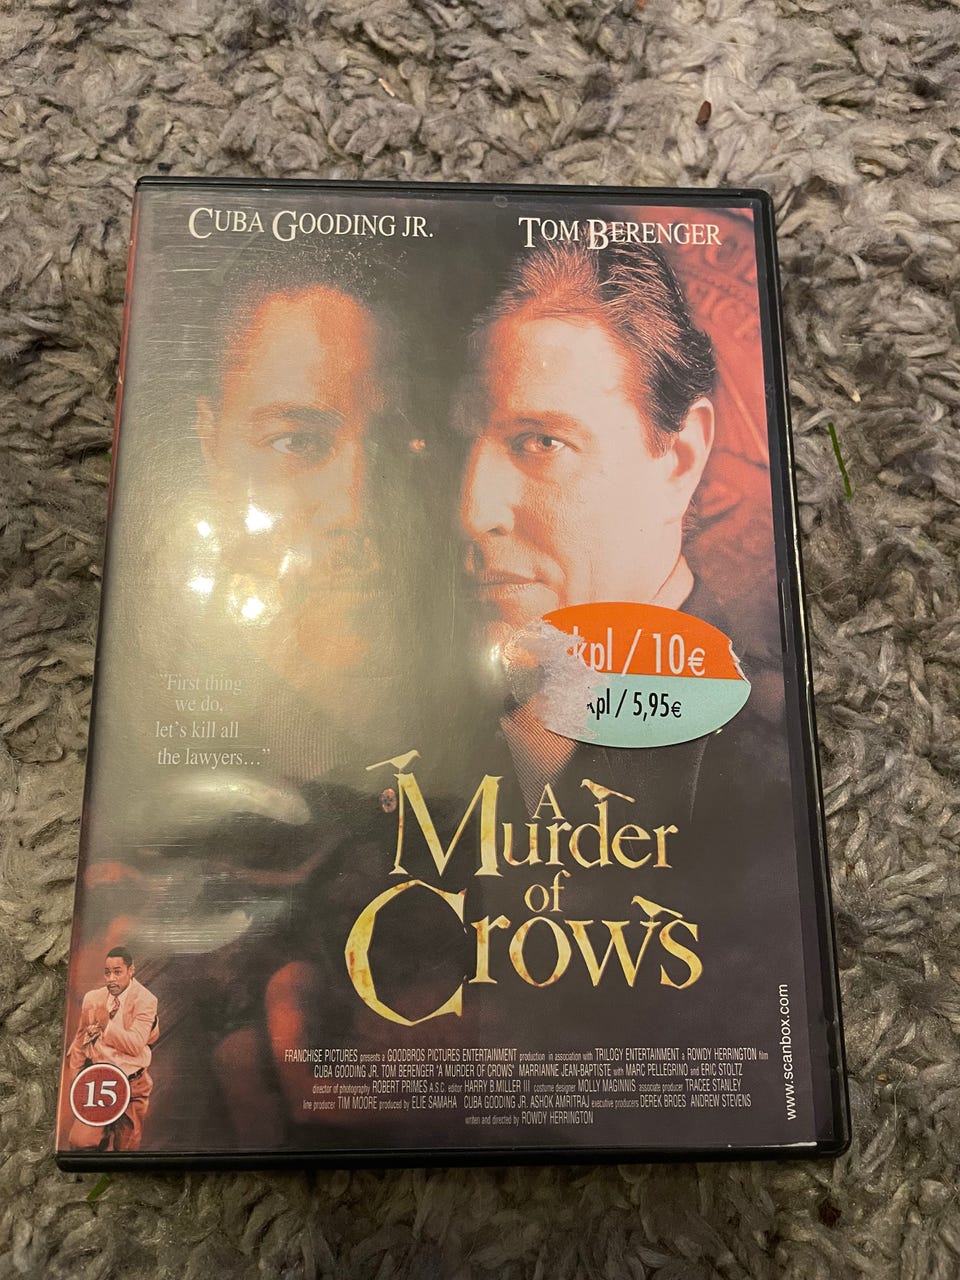 CUBA GOODING JR.
TOM BERENGER
kpl / 10€
kpl / 5,95€
"First thing
we do,
let's kill all
the lawyers..."
A
Murder
of
Crows
FRANCHISE PICTURES presents a GOODBROS PICTURES ENTERTAINMENT production in association with TRILOGY ENTERTAINMENT a ROWDY HERRINGTON film
CUBA GOODING JR. TOM BERENGER "A MURDER OF CROWS" MARRIANNE JEAN-BAPTISTE with MARC PELLEGRINO and ERIC STOLTZ
director of photography ROBERT PRIMES A.S.C. editor HARRY B.MILLER III costume designer MOLLY MAGINNIS associate producer TRACEE STANLEY
line producer TIM MOORE produced by ELIE SAMAHA CUBA GOODING JR. ASHOK AMRITRAJ executive producers DEREK BROES ANDREW STEVENS
written and directed by ROWDY HERRINGTON
15
www.scanbox.com